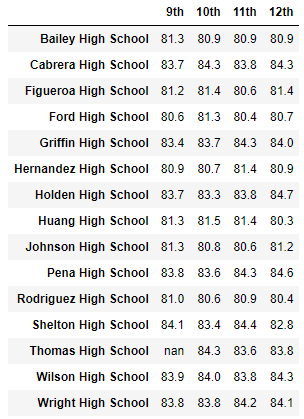 9th 10th 11th 12th
Bailey High School 81.3 80.9 80.9 80.9
Cabrera High School 83.7 84.3 83.8 84.3
Figueroa High School 81.2 81.4 80.6 81.4
Ford High School 80.6 81.3 80.4 80.7
Griffin High School 83.4 83.7 84.3 84.0
Hernandez High School 80.9 80.7 81.4 80.9
Holden High School 83.7 83.3 83.8 84.7
Huang High School 81.3 81.5 81.4 80.3
Johnson High School 81.3 80.8 80.6 81.2
Pena High School 83.8 83.6 84.3 84.6
Rodriguez High School 81.0 80.6 80.9 80.4
Shelton High School 84.1 83.4 84.4 82.8
Thomas High School nan 84.3 83.6 83.8
Wilson High School 83.9 84.0 83.8 84.3
Wright High School 83.8 83.8 84.2 84.1